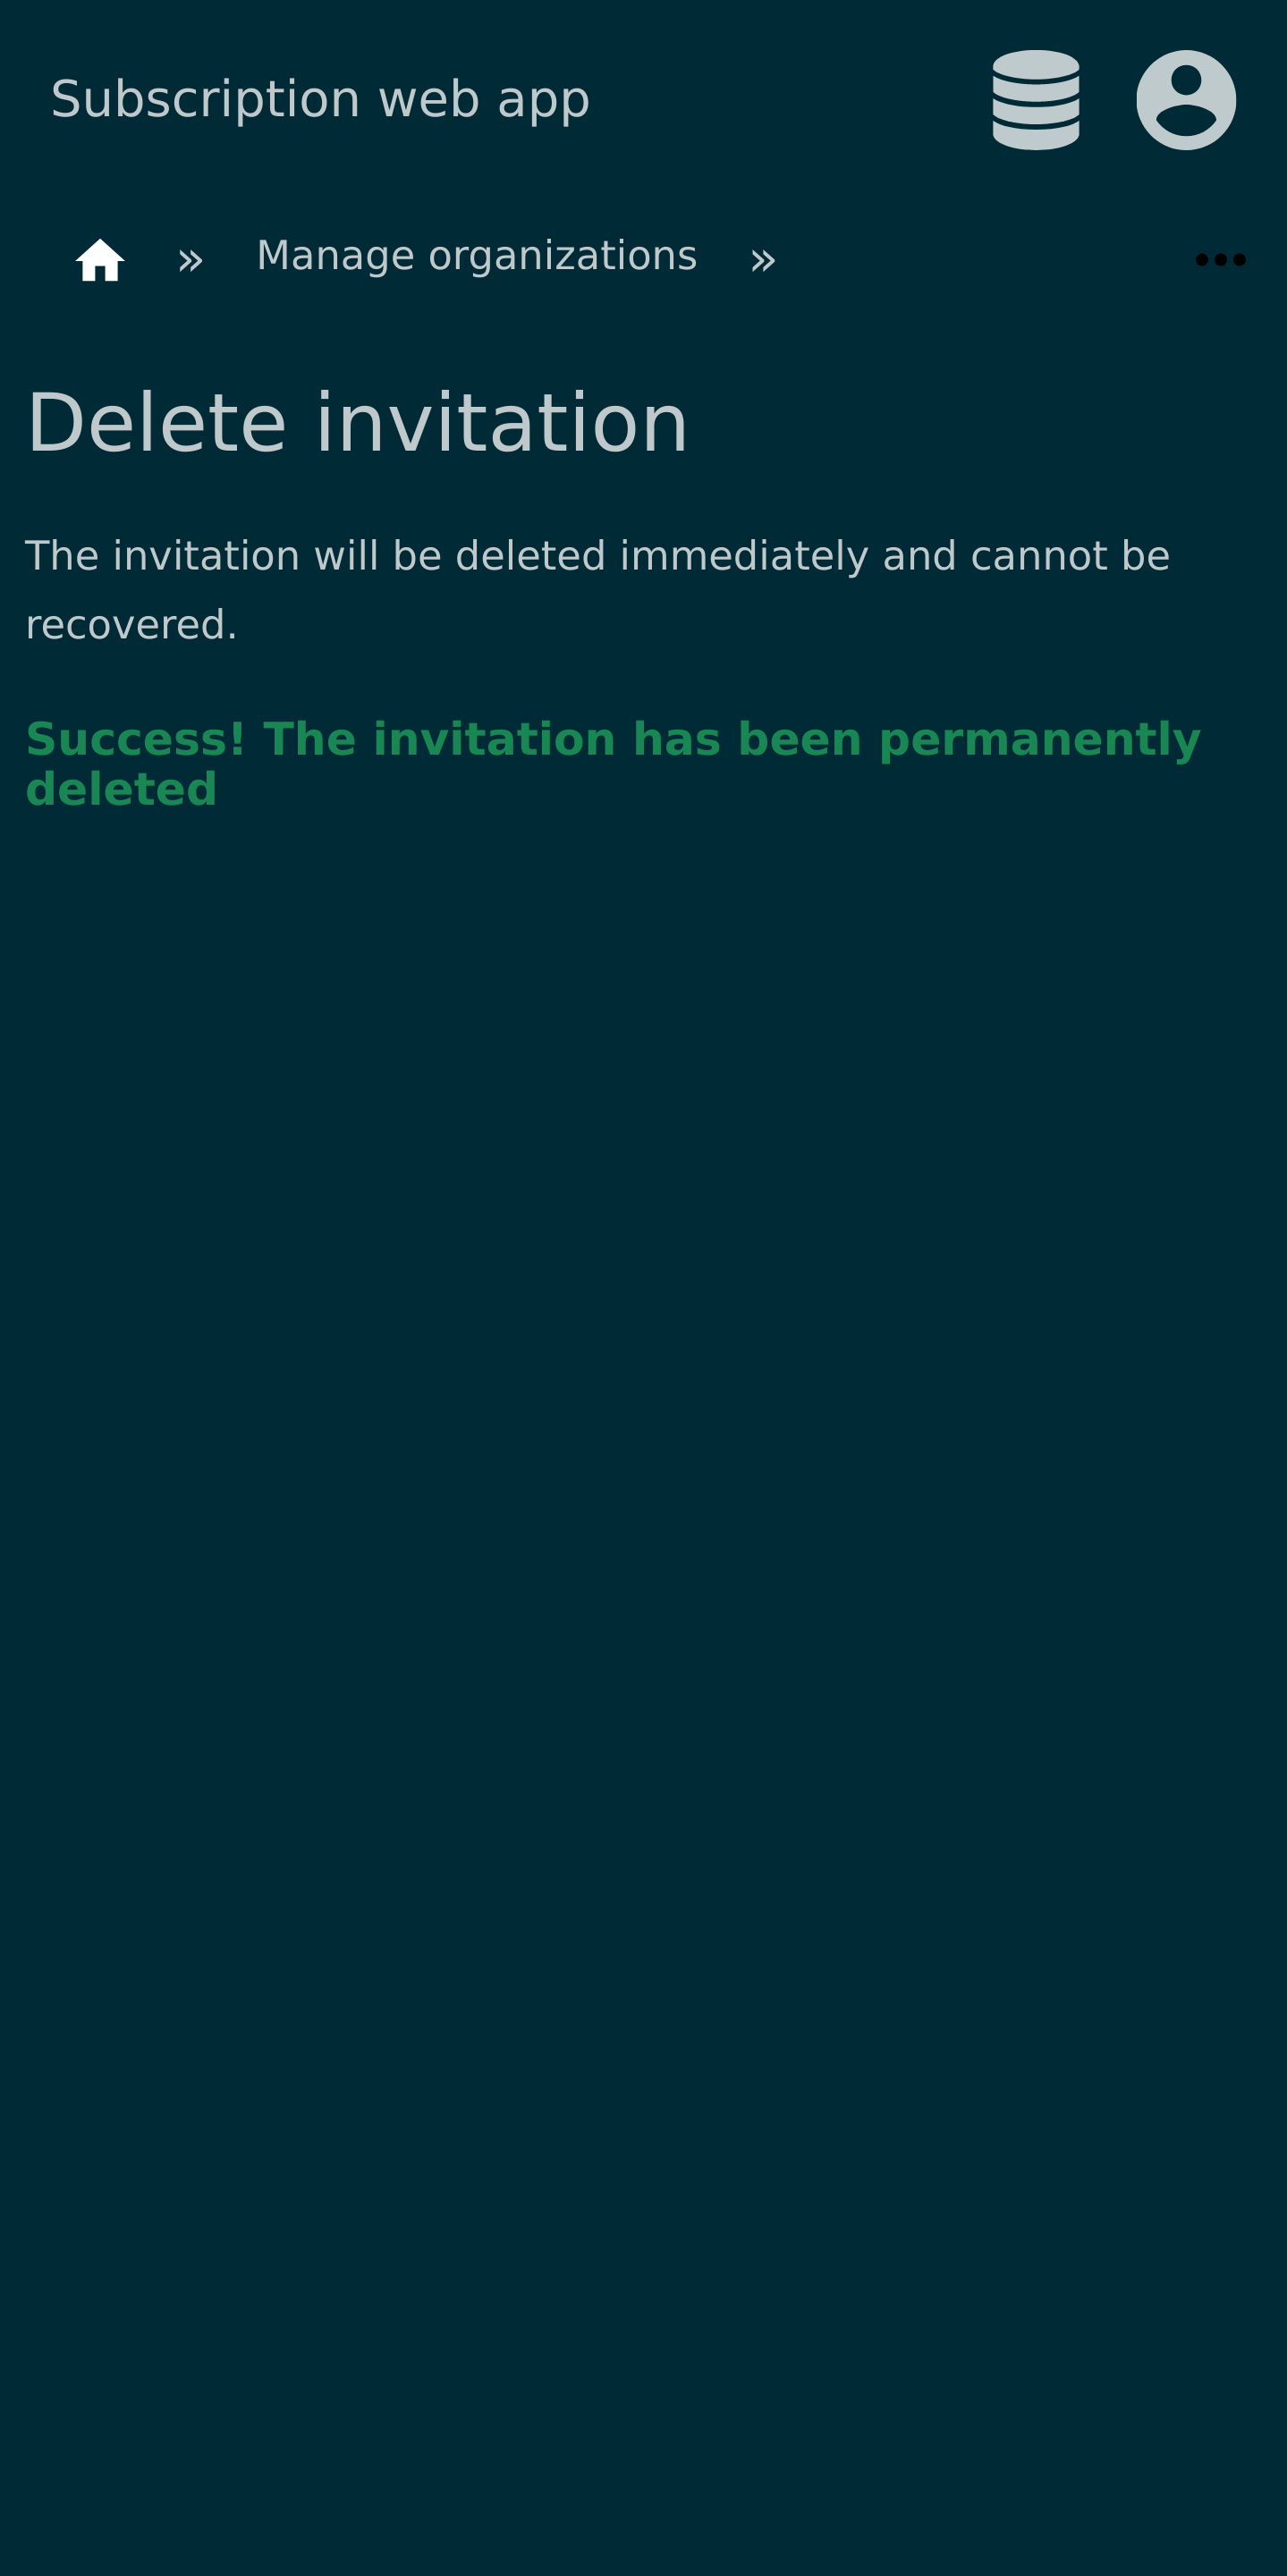 Subscription web app
» Manage organizations »
Delete invitation
The invitation will be deleted immediately and cannot be
recovered.
Success! The invitation has been permanently
deleted